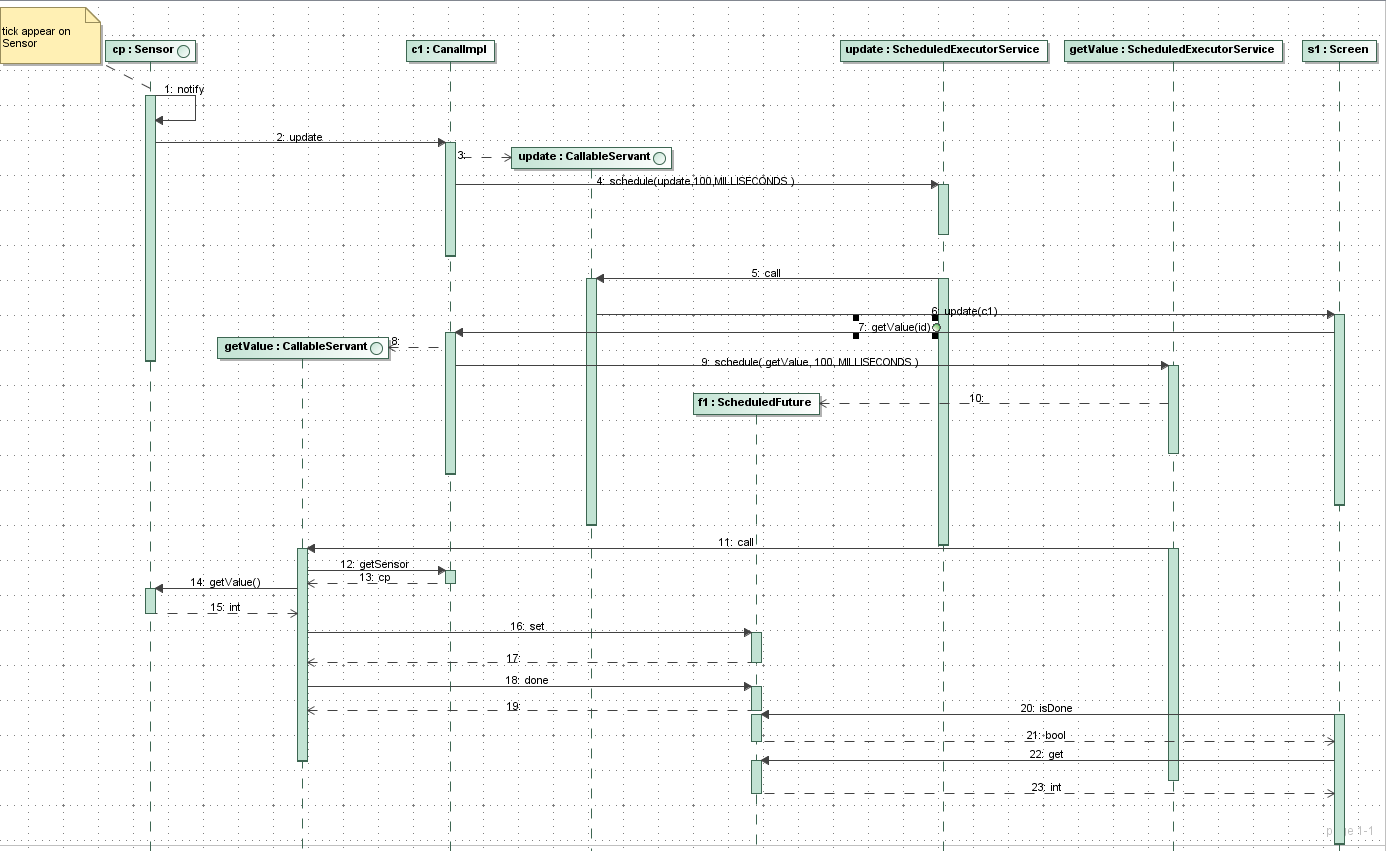 tick appear on
Sensor
cp : Sensor
c1 : CanalImpl
update : ScheduledExecutorService
getValue : ScheduledExecutorService
s1 : Screen
1: notify
2: update
3:
update : CallableServant
4: schedule(update,100,MILLISECONDS )
5: call
6: update(c1)
7: getValue(id)
8:
getValue : CallableServant
9: schedule( getValue, 100, MILLISECONDS )
f1 : ScheduledFuture
10:
11: call
12: getSensor
13: cp
14: getValue()
15: int
16: set
17:
18: done
19:
20: isDone
21: bool
22: get
23: int
page 1-1